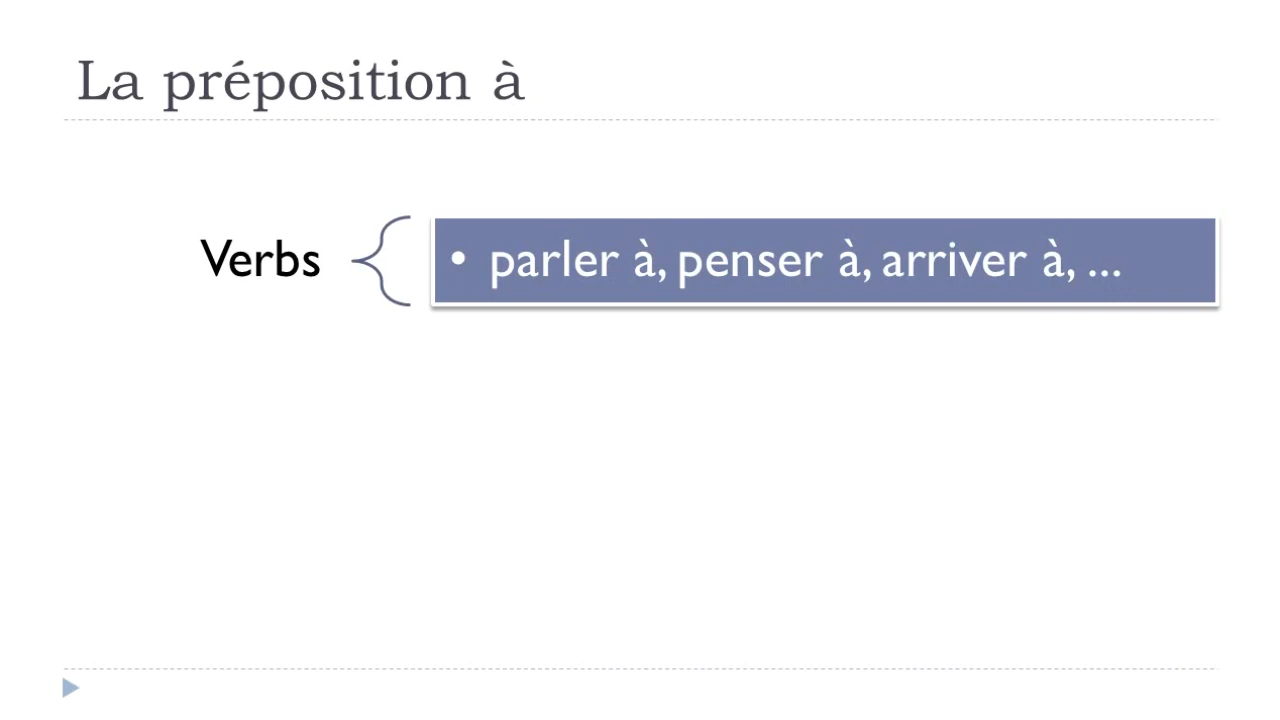 La préposition à
Verbs
• parler à, penser à, arriver à, ...